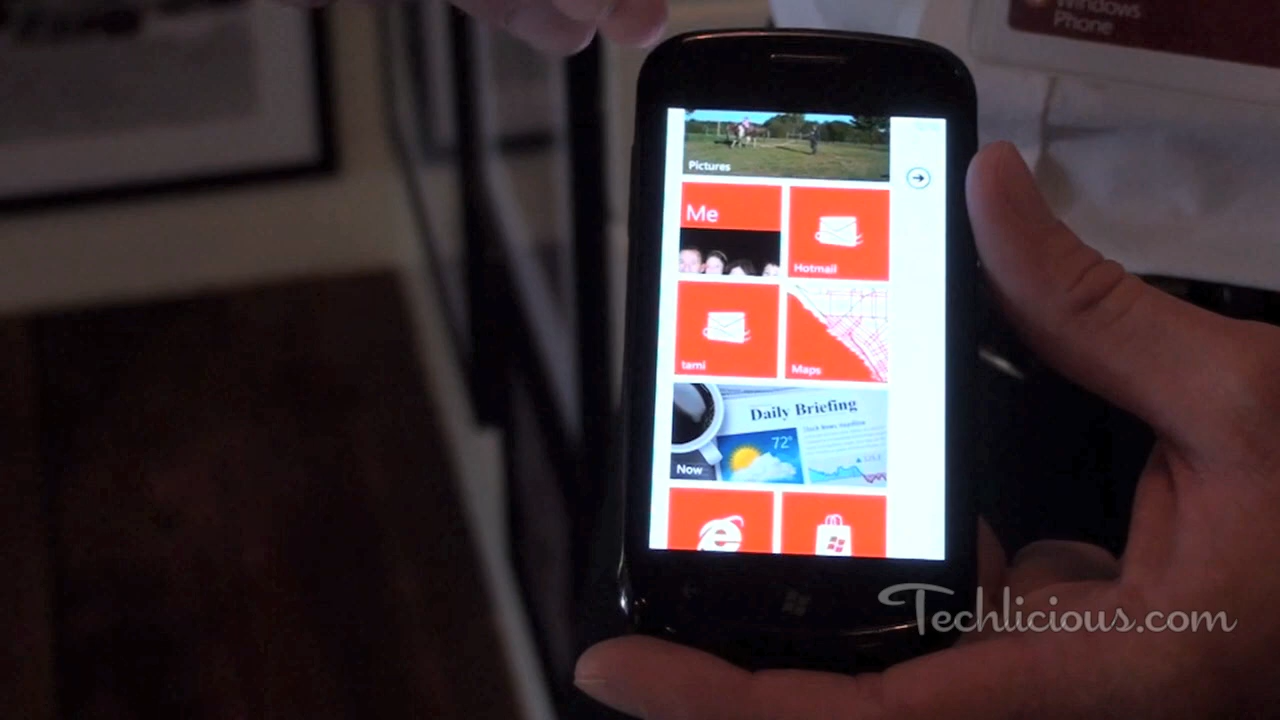 Windows
Phone
Pictures
Me
Hotmail
tami
Maps
Daily Briefing
72°
Now
Techlicious.com